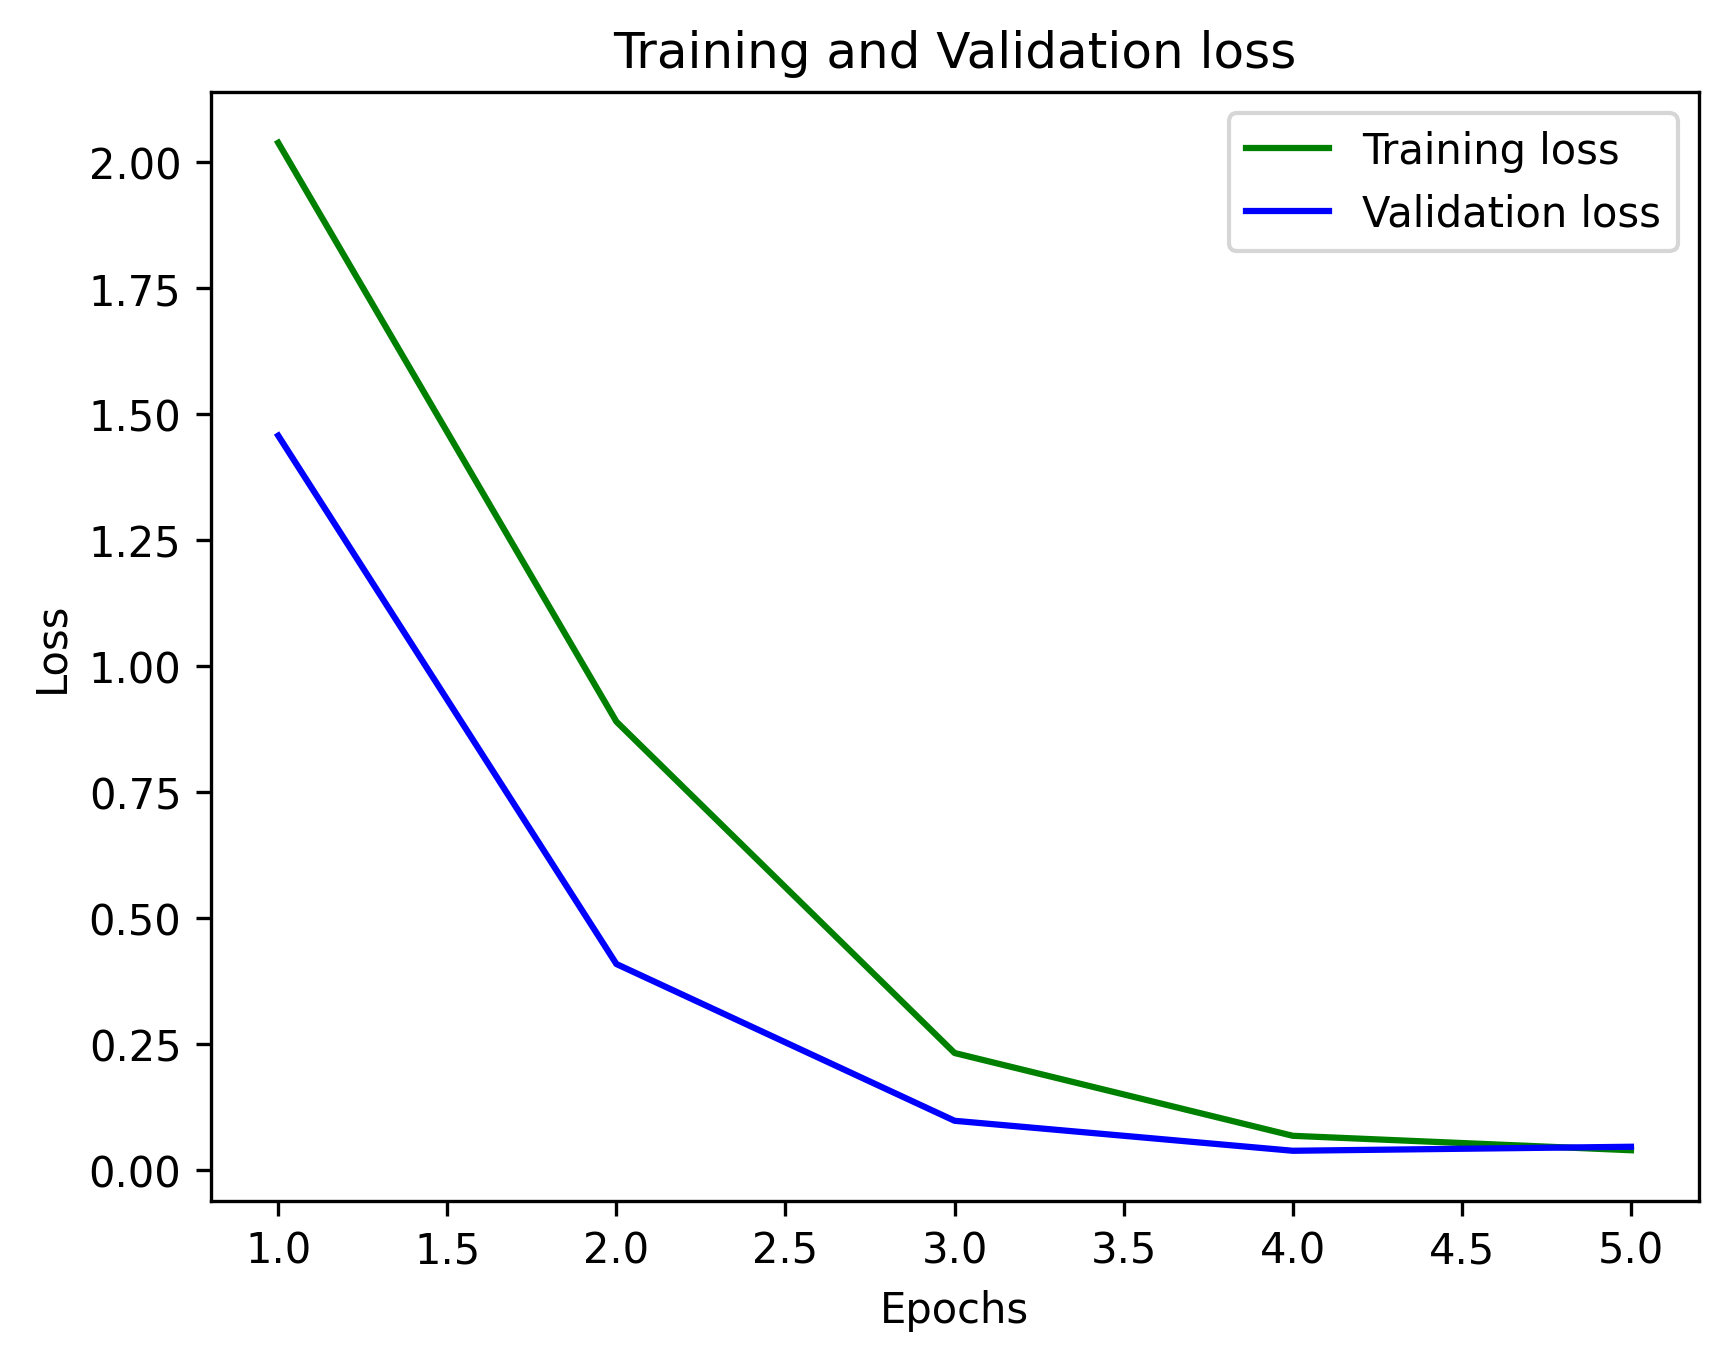 Training and Validation loss
Training loss
Validation loss
2.00
1.75
1.50
1.25
1.00
0.75
0.50
0.25
0.00
Loss
1.0 1.5 2.0 2.5 3.0 3.5 4.0 4.5 5.0
Epochs